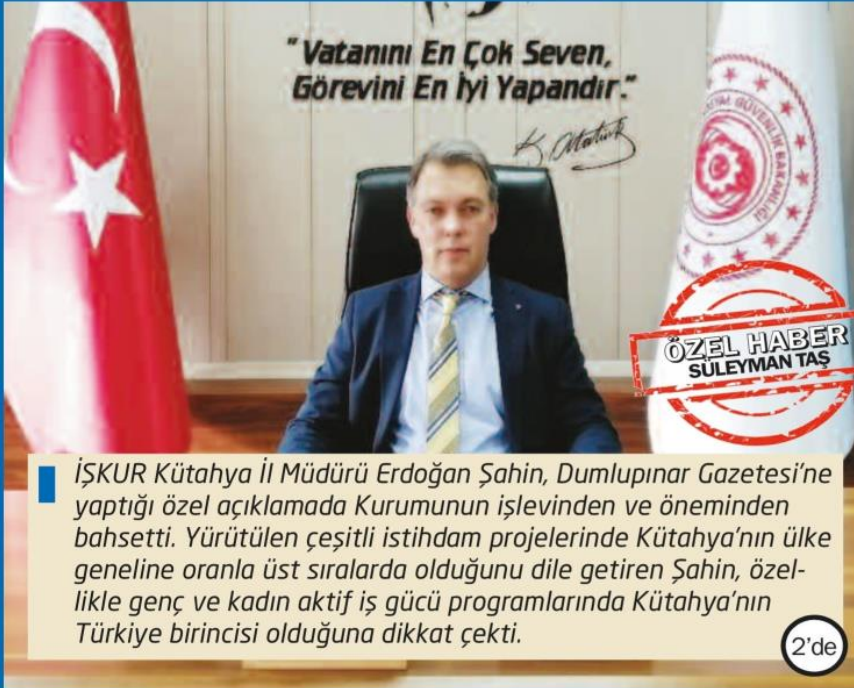 "Vatanını En Çok Seven,
Görevini En İyi Yapandır."
K. Atatürk
GÜVENLİK BAKANLIĞI
ÖZEL HABER
SÜLEYMAN TAŞ
İŞKUR Kütahya İl Müdürü Erdoğan Şahin, Dumlupınar Gazetesi'ne
yaptığı özel açıklamada Kurumunun işlevinden ve öneminden
bahsetti. Yürütülen çeşitli istihdam projelerinde Kütahya'nın ülke
geneline oranla üst sıralarda olduğunu dile getiren Şahin, özel-
likle genç ve kadın aktif iş gücü programlarında Kütahya'nın
Türkiye birincisi olduğuna dikkat çekti.
2'de